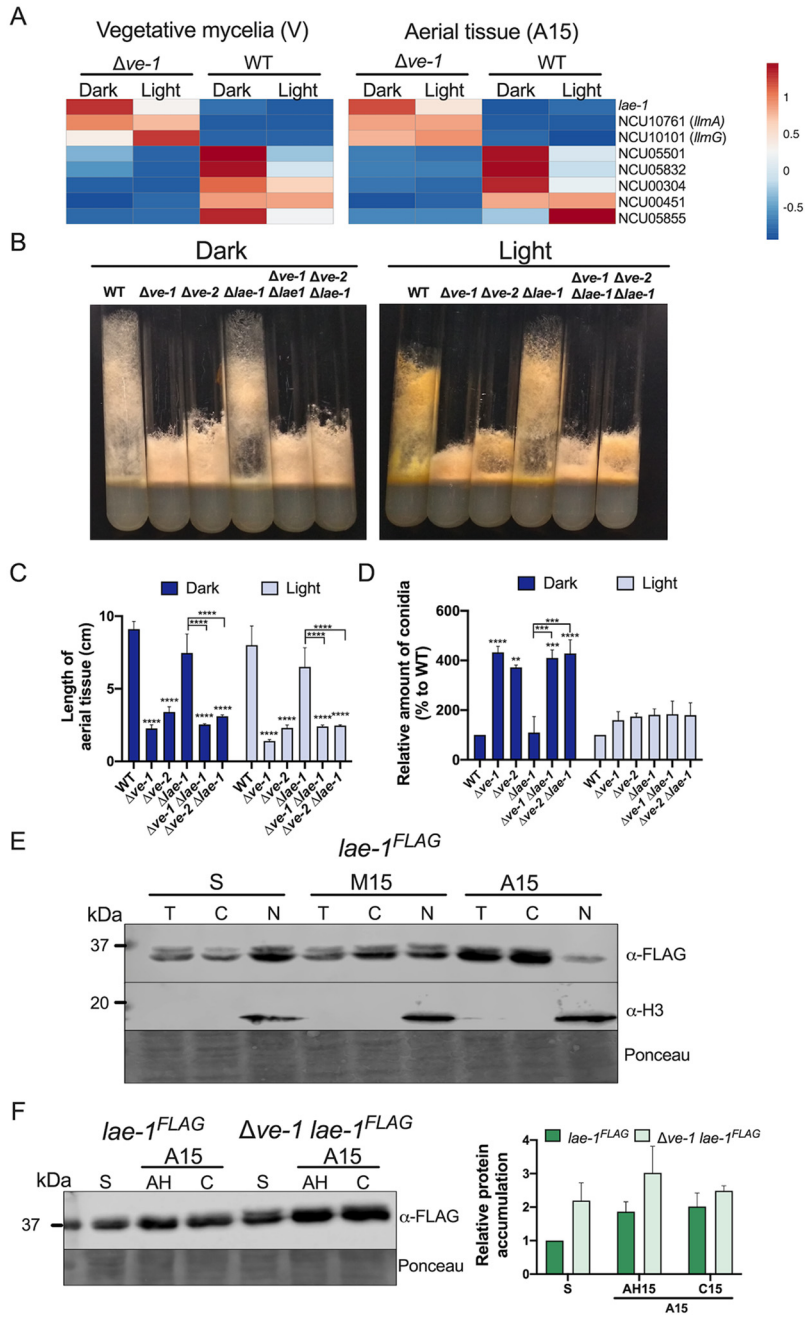 A
Vegetative mycelia (V) Aerial tissue (A15)
Δve-1 WT Δve-1 WT
Dark Light Dark Light Dark Light Dark Light
lae-1
NCU10761 (llmA)
NCU10101 (llmG)
NCU05501
NCU05832
NCU00304
NCU00451
NCU05855
1
0.5
0
-0.5
B
Dark Light
WT Δve-1 Δve-2 Δlae-1 Δve-1 Δlae1 Δve-2 Δlae-1
WT Δve-1 Δve-2 Δlae-1 Δve-1 Δlae-1 Δve-2 Δlae-1
C
Dark Light
Length of
aerial tissue (cm)
10
5
0
**** **** **** **** **** ****
**** **** **** **** **** ****
WT Δve-1 Δve-2 Δlae-1 Δve-1 Δlae-1 Δve-2 Δlae-1
WT Δve-1 Δve-2 Δlae-1 Δve-1 Δlae-1 Δve-2 Δlae-1
D
Dark Light
Relative amount of conidia
(% to WT)
600
400
200
0
**** ** *** *** *** ****
WT Δve-1 Δve-2 Δlae-1 Δve-1 Δlae-1 Δve-2 Δlae-1
WT Δve-1 Δve-2 Δlae-1 Δve-1 Δlae-1 Δve-2 Δlae-1
E
lae-1FLAG
S M15 A15
kDa T C N T C N T C N
37 α-FLAG
20 α-H3
Ponceau
F
lae-1FLAG Δve-1 lae-1FLAG
A15 A15
kDa S AH C S AH C
37 α-FLAG
Ponceau
lae-1FLAG Δve-1 lae-1FLAG
Relative protein
accumulation
4
3
2
1
0
S AH15 C15
A15